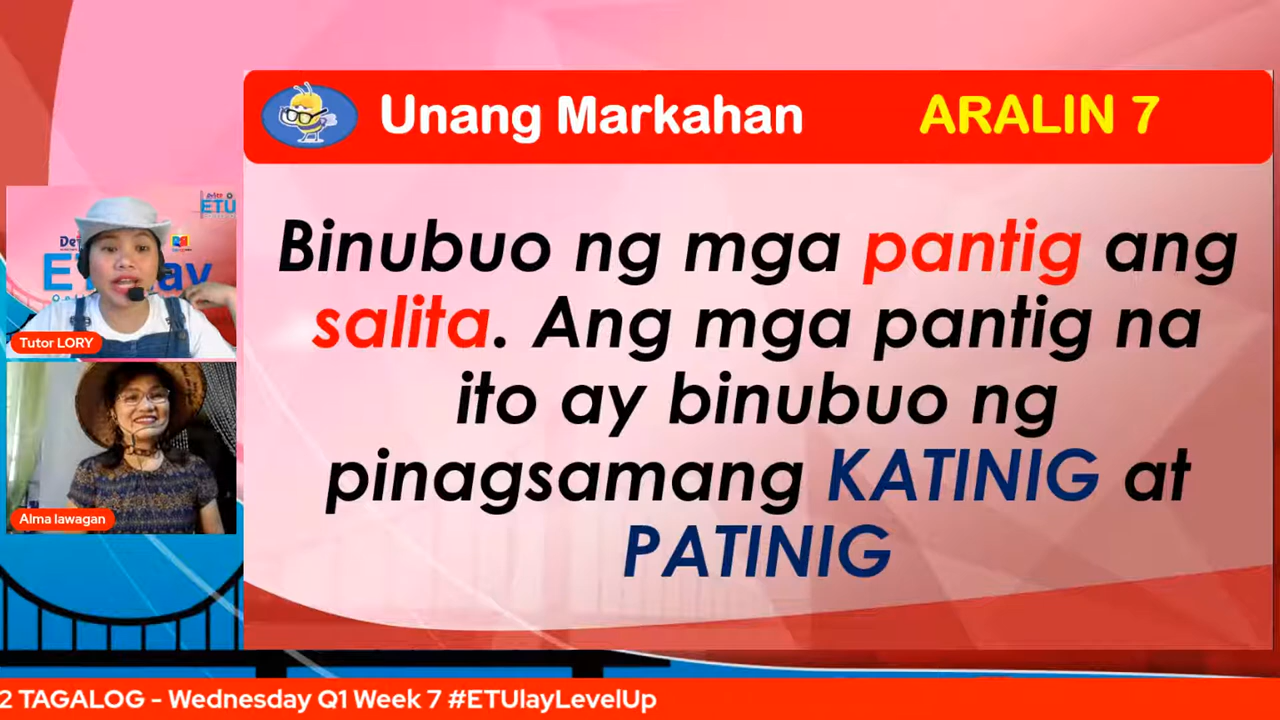 Unang Markahan
ARALIN 7
Binubuo ng mga pantig ang
salita. Ang mga pantig na
ito ay binubuo ng
pinagsamang KATINIG at
PATINIG
ETU
Tutor LORY
Alma lawagan
2 TAGALOG - Wednesday Q1 Week 7 #ETUlayLevelUp